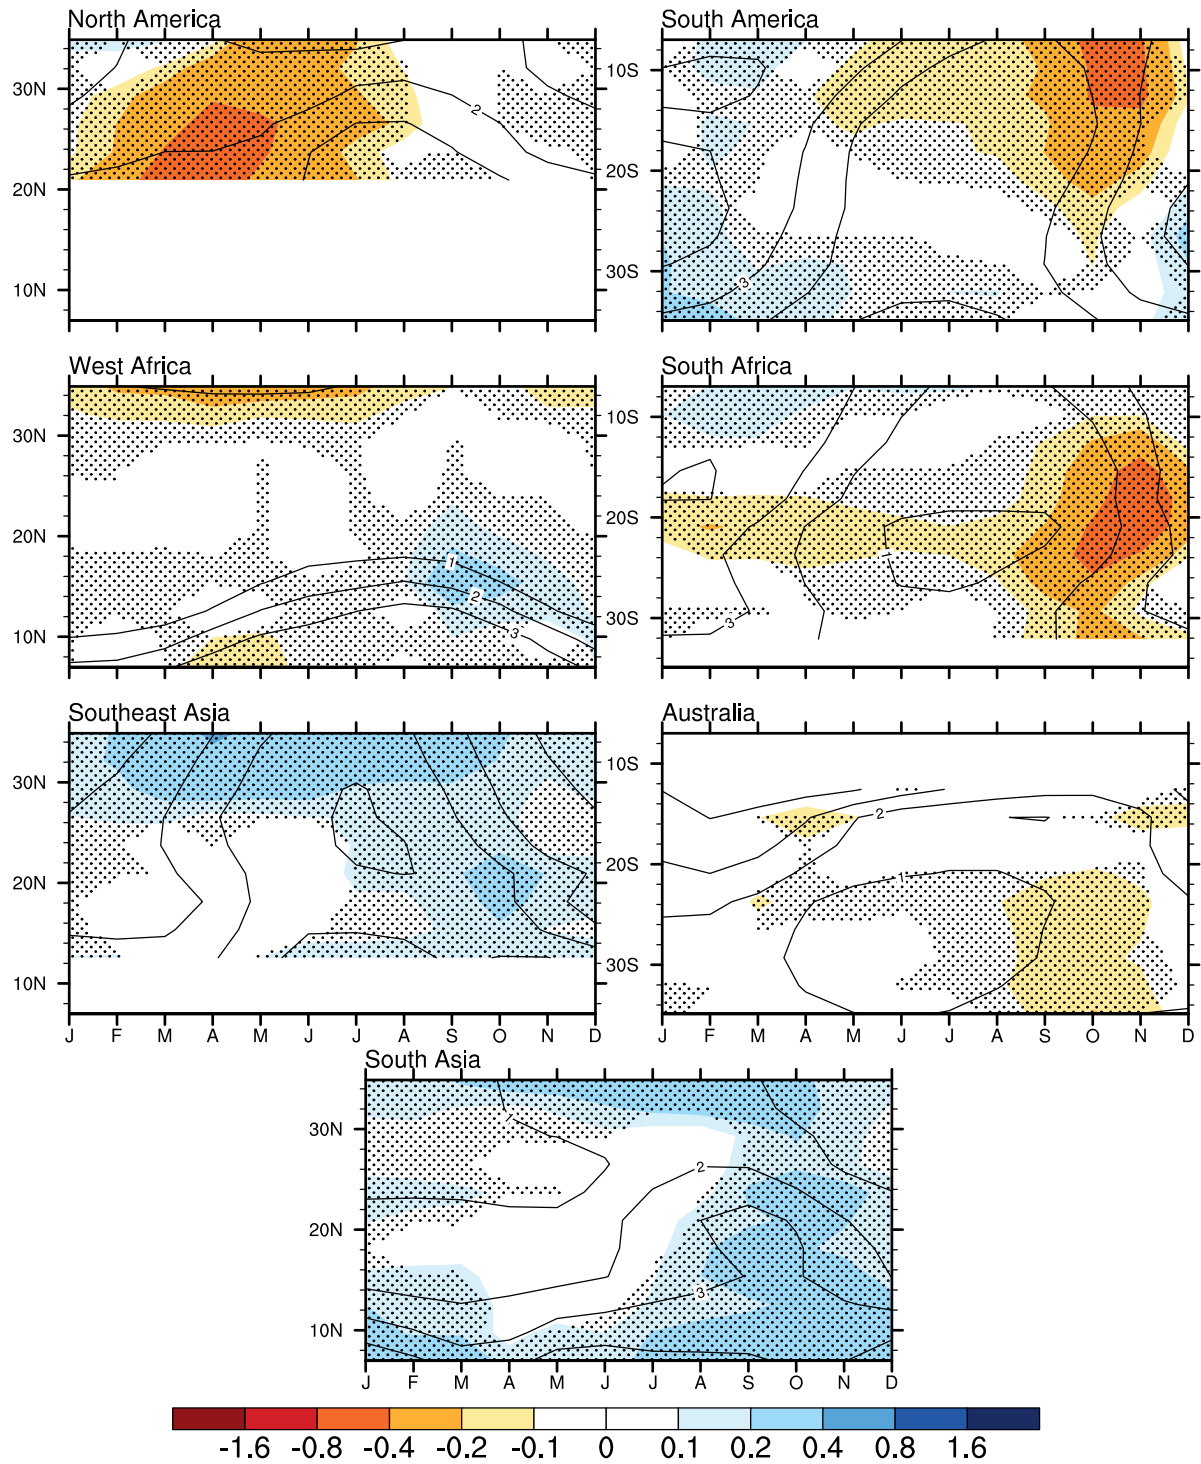 North America
South America
30N
20N
10N
2
10S
20S
30S
3
West Africa
South Africa
30N
20N
10N
1
2
3
10S
20S
30S
1
3
Southeast Asia
Australia
30N
20N
10N
10S
20S
30S
2
1
J F M A M J J A S O N D
J F M A M J J A S O N D
South Asia
30N
20N
10N
2
3
J F M A M J J A S O N D
-1.6 -0.8 -0.4 -0.2 -0.1 0 0.1 0.2 0.4 0.8 1.6